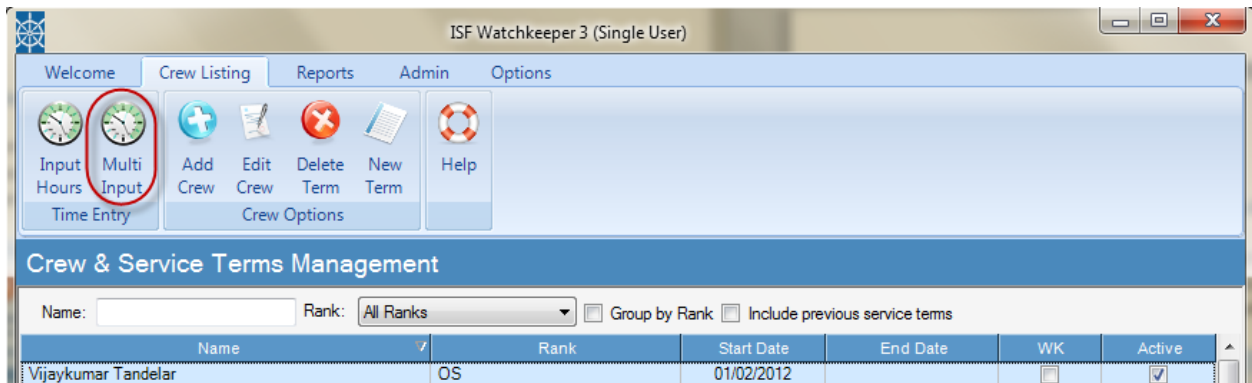 ISF Watchkeeper 3 (Single User)
Welcome Crew Listing Reports Admin Options
Input Hours Multi Input Add Crew Edit Crew Delete Term New Term Help
Time Entry Crew Options
Crew & Service Terms Management
Name: Rank: All Ranks Group by Rank Include previous service terms
Name Rank Start Date End Date WK Active
Vijaykumar Tandelar OS 01/02/2012